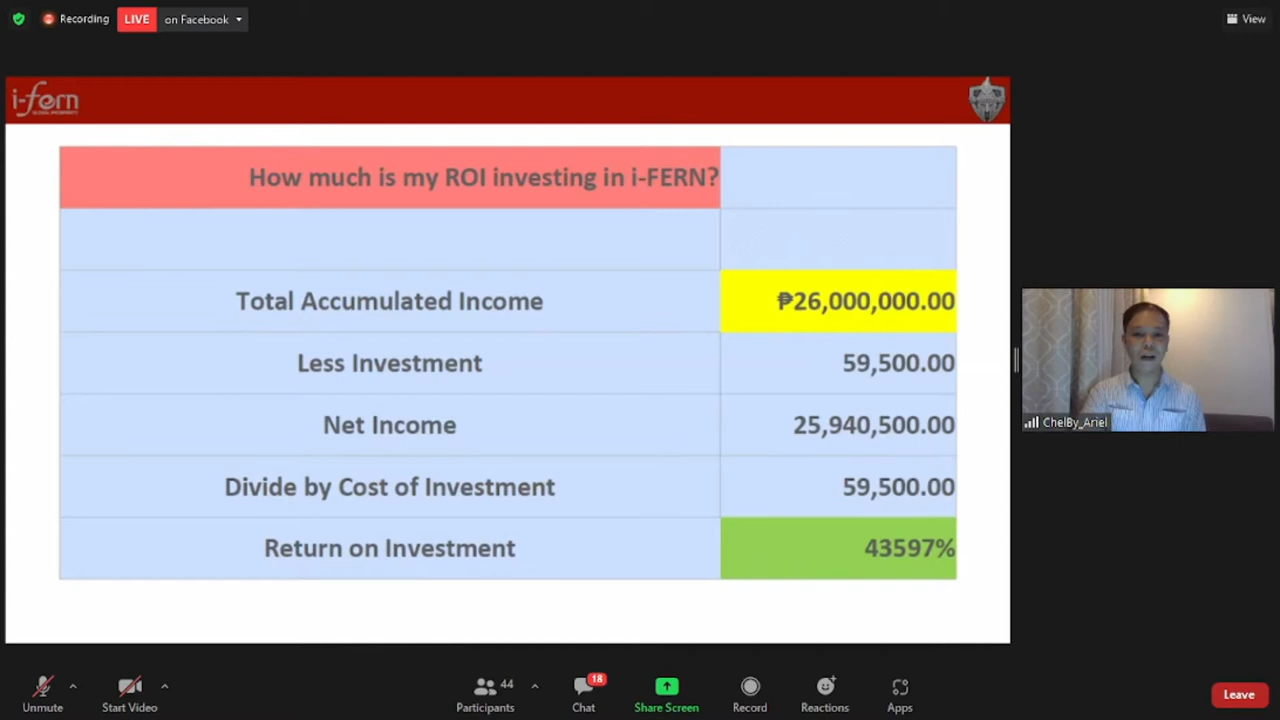 Recording
LIVE
on Facebook
View
i-fern
How much is my ROI investing in i-FERN?
Total Accumulated Income
₱26,000,000.00
Less Investment
59,500.00
Net Income
25,940,500.00
Divide by Cost of Investment
59,500.00
Return on Investment
43597%
ChelBy_Ariel
Unmute
Start Video
44
Participants
18
Chat
Share Screen
Record
Reactions
Apps
Leave